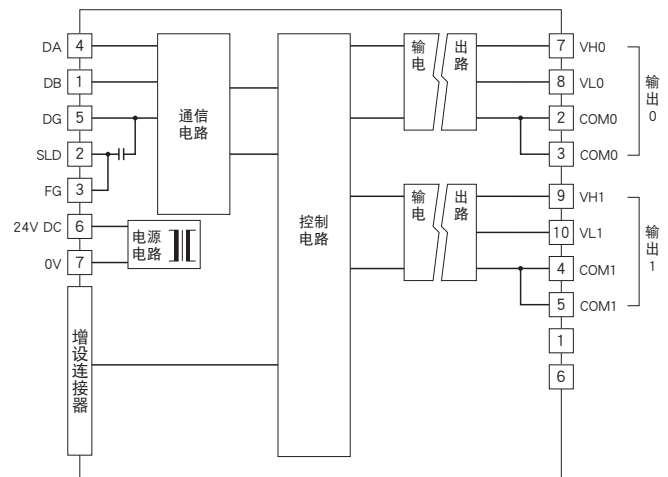 DA 4
DB 1
DG 5
SLD 2
FG 3
24V DC 6
0V 7
通信
电路
电源
电路
增设连接器
控制
电路
输出
电路
7 VH0
8 VL0
2 COM0
3 COM0
输出0
输出
电路
9 VH1
10 VL1
4 COM1
5 COM1
输出1
1
6